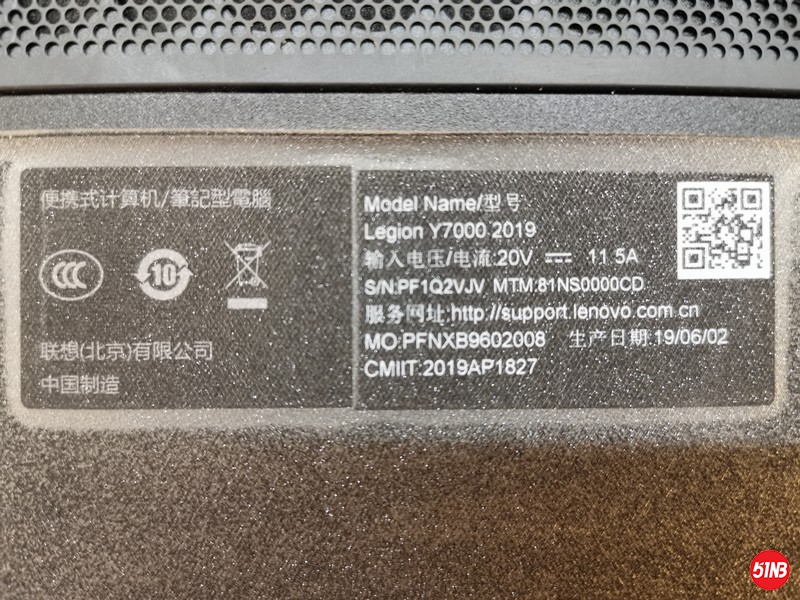 便携式计算机/筆記型電腦
CCC
10
联想(北京)有限公司
中国制造
Model Name/型号
Legion Y7000 2019
输入电压/电流:20V ⎓ 11.5A
S/N:PF1Q2VJV MTM:81NS0000CD
服务网址:http://support.lenovo.com.cn
MO:PFNXB9602008 生产日期:19/06/02
CMIIT:2019AP1827
51NB